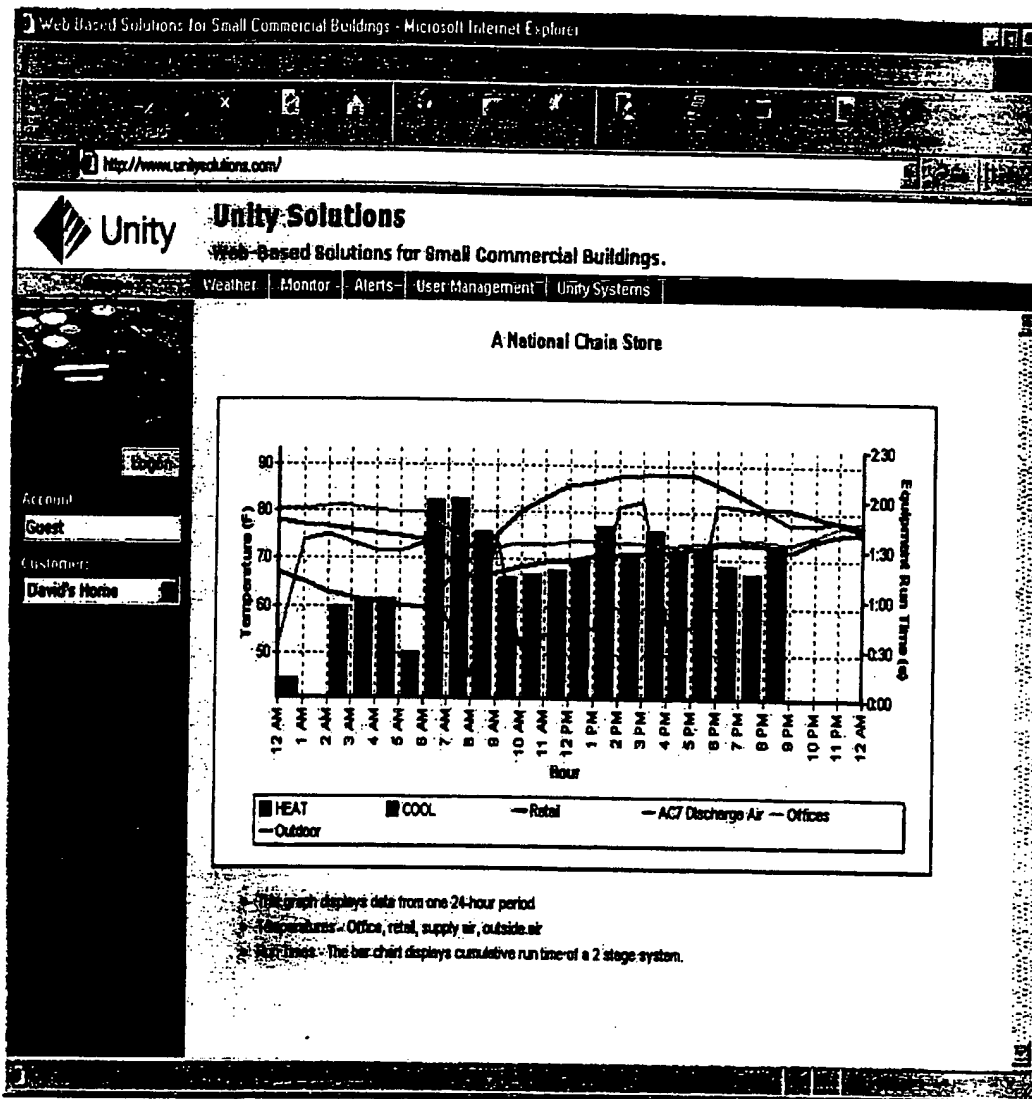 Web Based Solutions for Small Commercial Buildings - Microsoft Internet Explorer
http://www.unitysolutions.com/
Unity
Unity Solutions
Web-Based Solutions for Small Commercial Buildings.
Weather
Monitor
Alerts
User Management
Unity Systems
A National Chain Store
Logon
Account
Guest
Customer:
David's Home
Temperature (F)
90
80
70
60
50
2:30
2:00
1:30
1:00
0:30
0:00
Equipment Run Time (s)
12 AM
1 AM
2 AM
3 AM
4 AM
5 AM
6 AM
7 AM
8 AM
9 AM
10 AM
11 AM
12 PM
1 PM
2 PM
3 PM
4 PM
5 PM
6 PM
7 PM
8 PM
9 PM
10 PM
11 PM
12 AM
Hour
HEAT
COOL
Retail
AC7 Discharge Air
Offices
Outdoor
This graph displays data from one 24-hour period
Temperatures - Office, retail, supply air, outside air
Run Times - The bar chart displays cumulative run time of a 2 stage system.